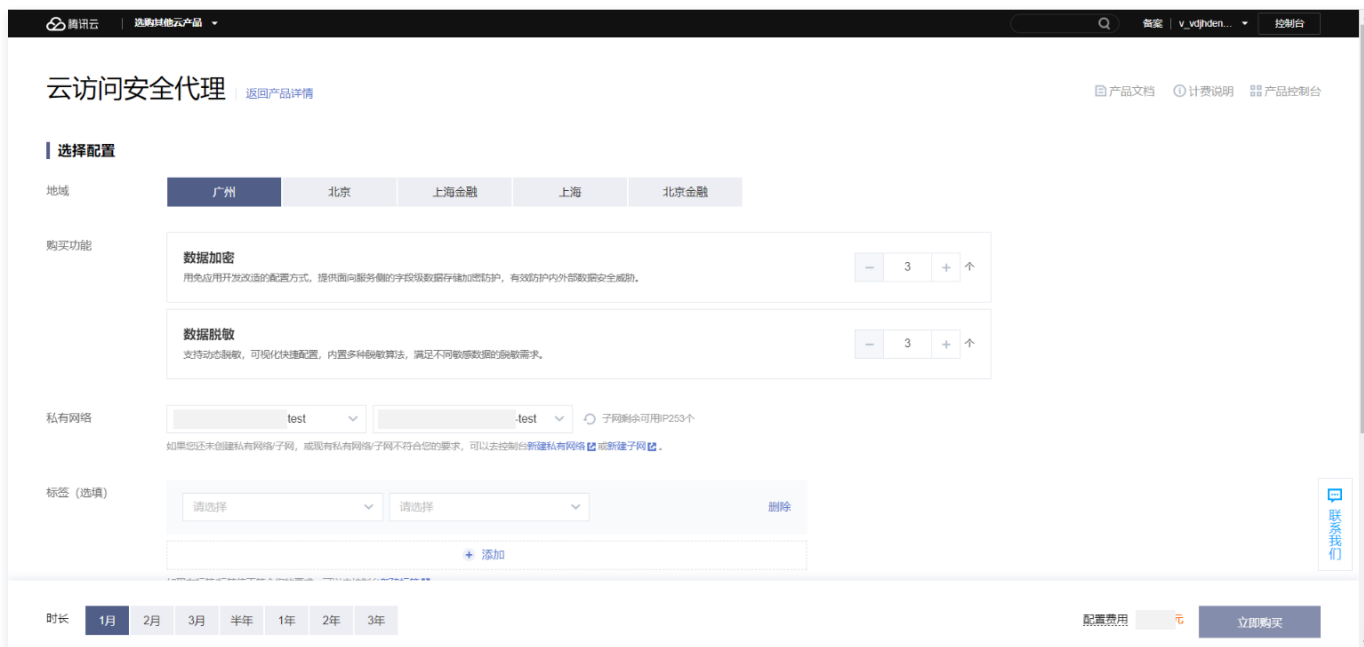 腾讯云 选购其他云产品 备案 v_vdjhden... 控制台
云访问安全代理 返回产品详情 产品文档 计费说明 产品控制台
选择配置
地域 广州 北京 上海金融 上海 北京金融
购买功能
数据加密
用免应用开发改造的配置方式，提供面向服务侧的字段级数据存储加密防护，有效防护内外部数据安全威胁。
− 3 + 个
数据脱敏
支持动态脱敏，可视化快捷配置，内置多种脱敏算法，满足不同敏感数据的脱敏需求。
− 3 + 个
私有网络 test -test 子网剩余可用IP253个
如果您还未创建私有网络/子网，或现有私有网络/子网不符合您的要求，可以去控制台新建私有网络 或新建子网 。
标签（选填） 请选择 请选择 删除
+ 添加
联系我们
时长 1月 2月 3月 半年 1年 2年 3年 配置费用 元 立即购买